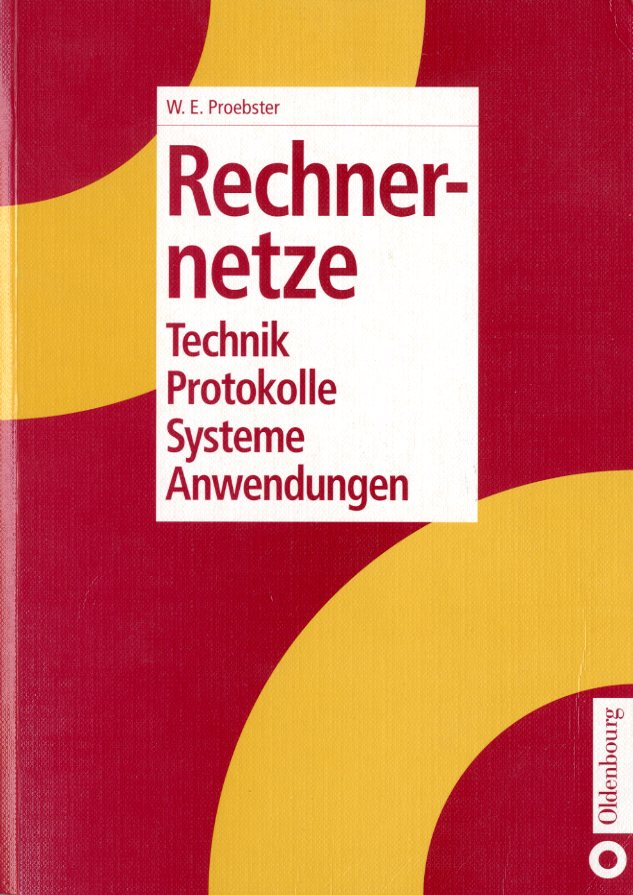 W. E. Proebster
Rechner-
netze
Technik
Protokolle
Systeme
Anwendungen
Oldenbourg